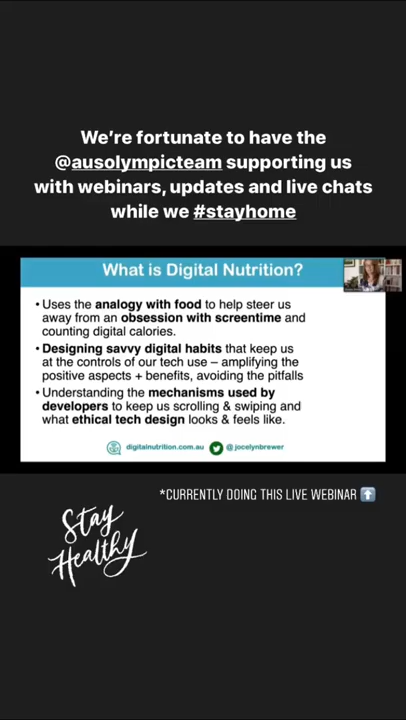 We're fortunate to have the
@ausolympicteam supporting us
with webinars, updates and live chats
while we #stayhome
What is Digital Nutrition?
• Uses the analogy with food to help steer us
away from an obsession with screentime and
counting digital calories.
• Designing savvy digital habits that keep us
at the controls of our tech use – amplifying the
positive aspects + benefits, avoiding the pitfalls
• Understanding the mechanisms used by
developers to keep us scrolling & swiping and
what ethical tech design looks & feels like.
digitalnutrition.com.au @jocelynbrewer
*CURRENTLY DOING THIS LIVE WEBINAR ⬆️
Stay
Healthy